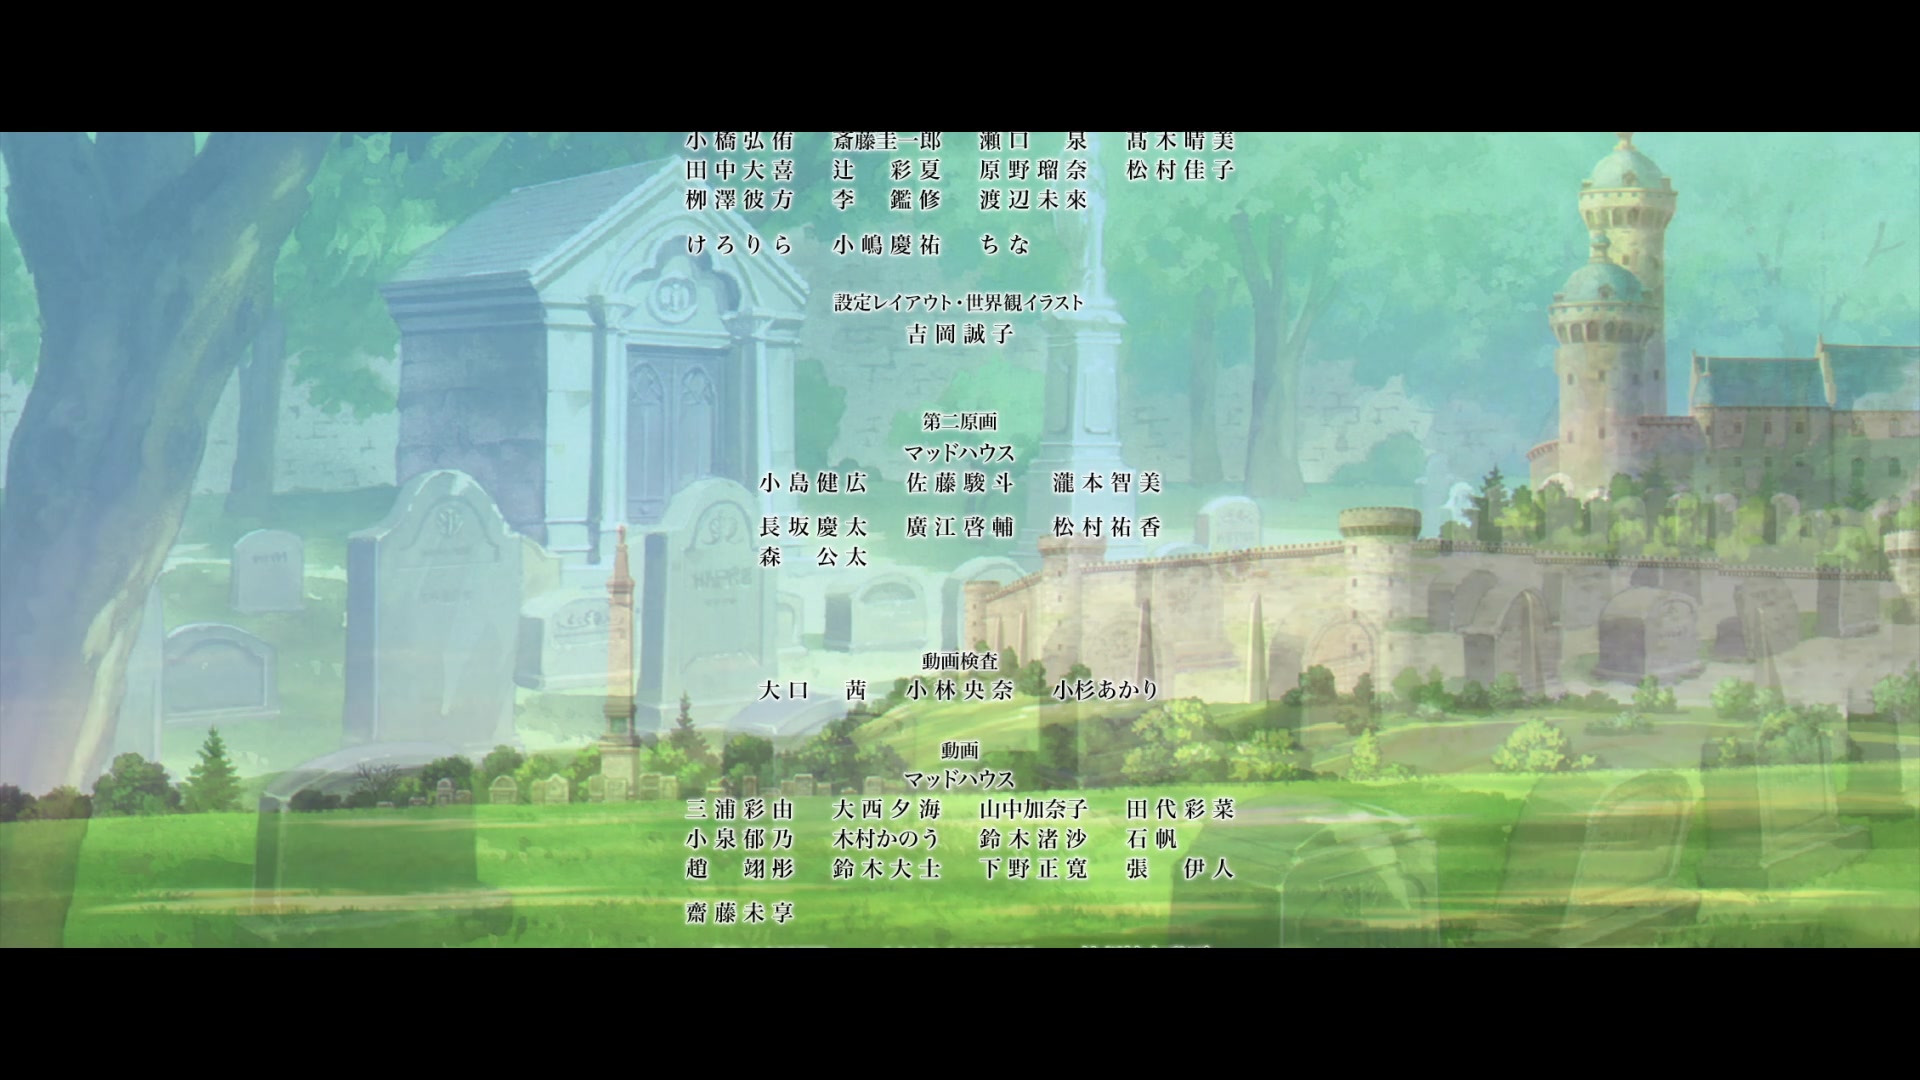 小橋弘侑　斎藤圭一郎　瀬口泉　髙木晴美
田中大喜　辻彩夏　原野瑠奈　松村佳子
栁澤彼方　李鑑修　渡辺未來
けろりら　小嶋慶祐　ちな
設定レイアウト・世界観イラスト
吉岡誠子
第二原画
マッドハウス
小島健広　佐藤駿斗　瀧本智美
長坂慶太　廣江啓輔　松村祐香
森公太
動画検査
大口茜　小林央奈　小杉あかり
動画
マッドハウス
三浦彩由　大西夕海　山中加奈子　田代彩菜
小泉郁乃　木村かのう　鈴木渚沙　石帆
趙翊彤　鈴木大士　下野正寛　張伊人
齋藤未享